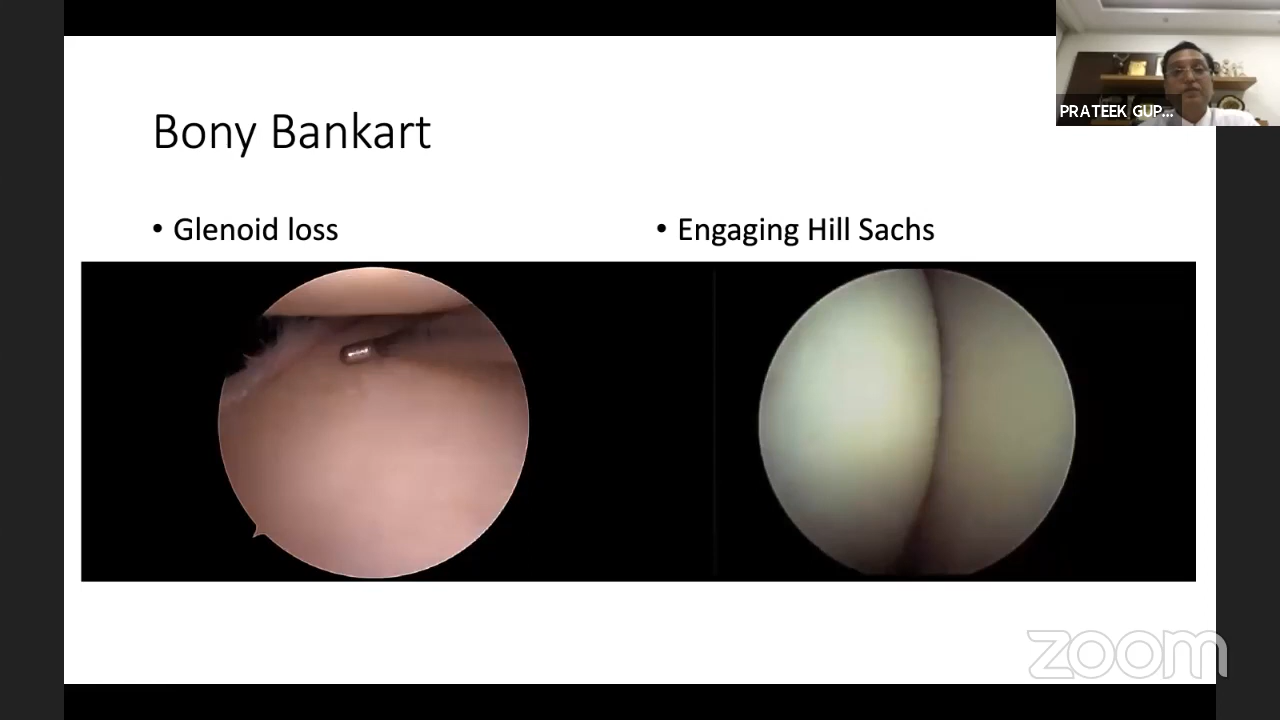 PRATEEK GUP...
Bony Bankart
• Glenoid loss
• Engaging Hill Sachs
zoom